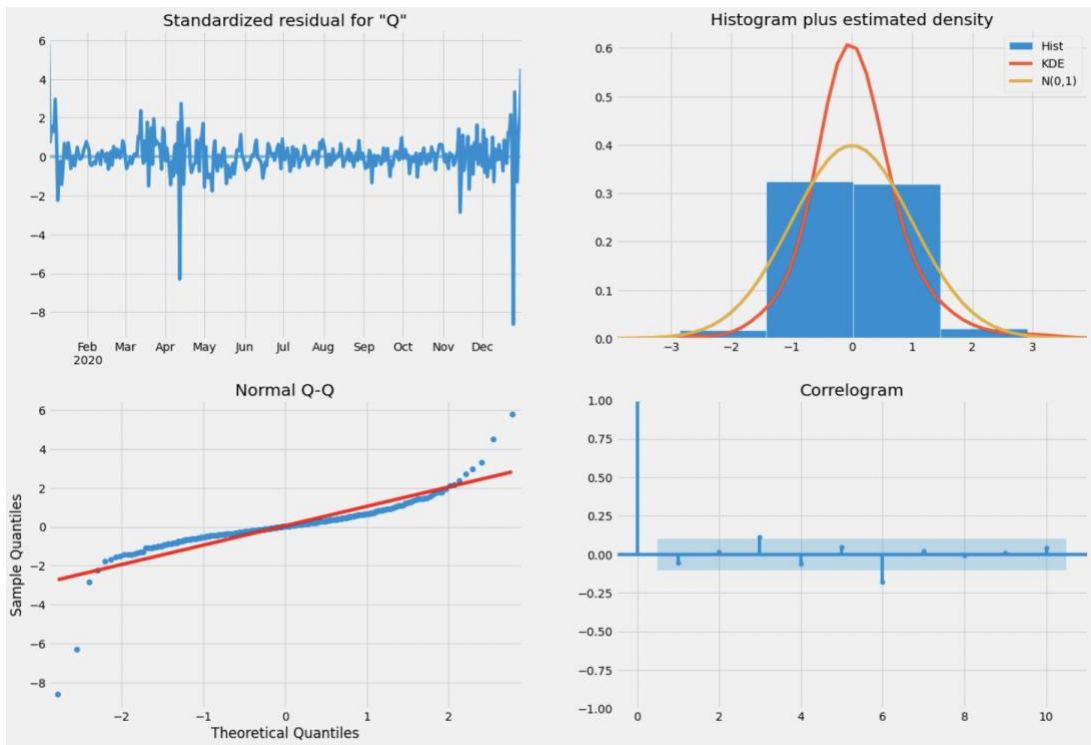 Standardized residual for "Q"
6
4
2
0
−2
−4
−6
−8
Feb Mar Apr May Jun Jul Aug Sep Oct Nov Dec
2020
Histogram plus estimated density
Hist
KDE
N(0,1)
0.6
0.5
0.4
0.3
0.2
0.1
0.0
−3 −2 −1 0 1 2 3
Normal Q-Q
Sample Quantiles
6
4
2
0
−2
−4
−6
−8
−2 −1 0 1 2
Theoretical Quantiles
Correlogram
1.00
0.75
0.50
0.25
0.00
−0.25
−0.50
−0.75
−1.00
0 2 4 6 8 10